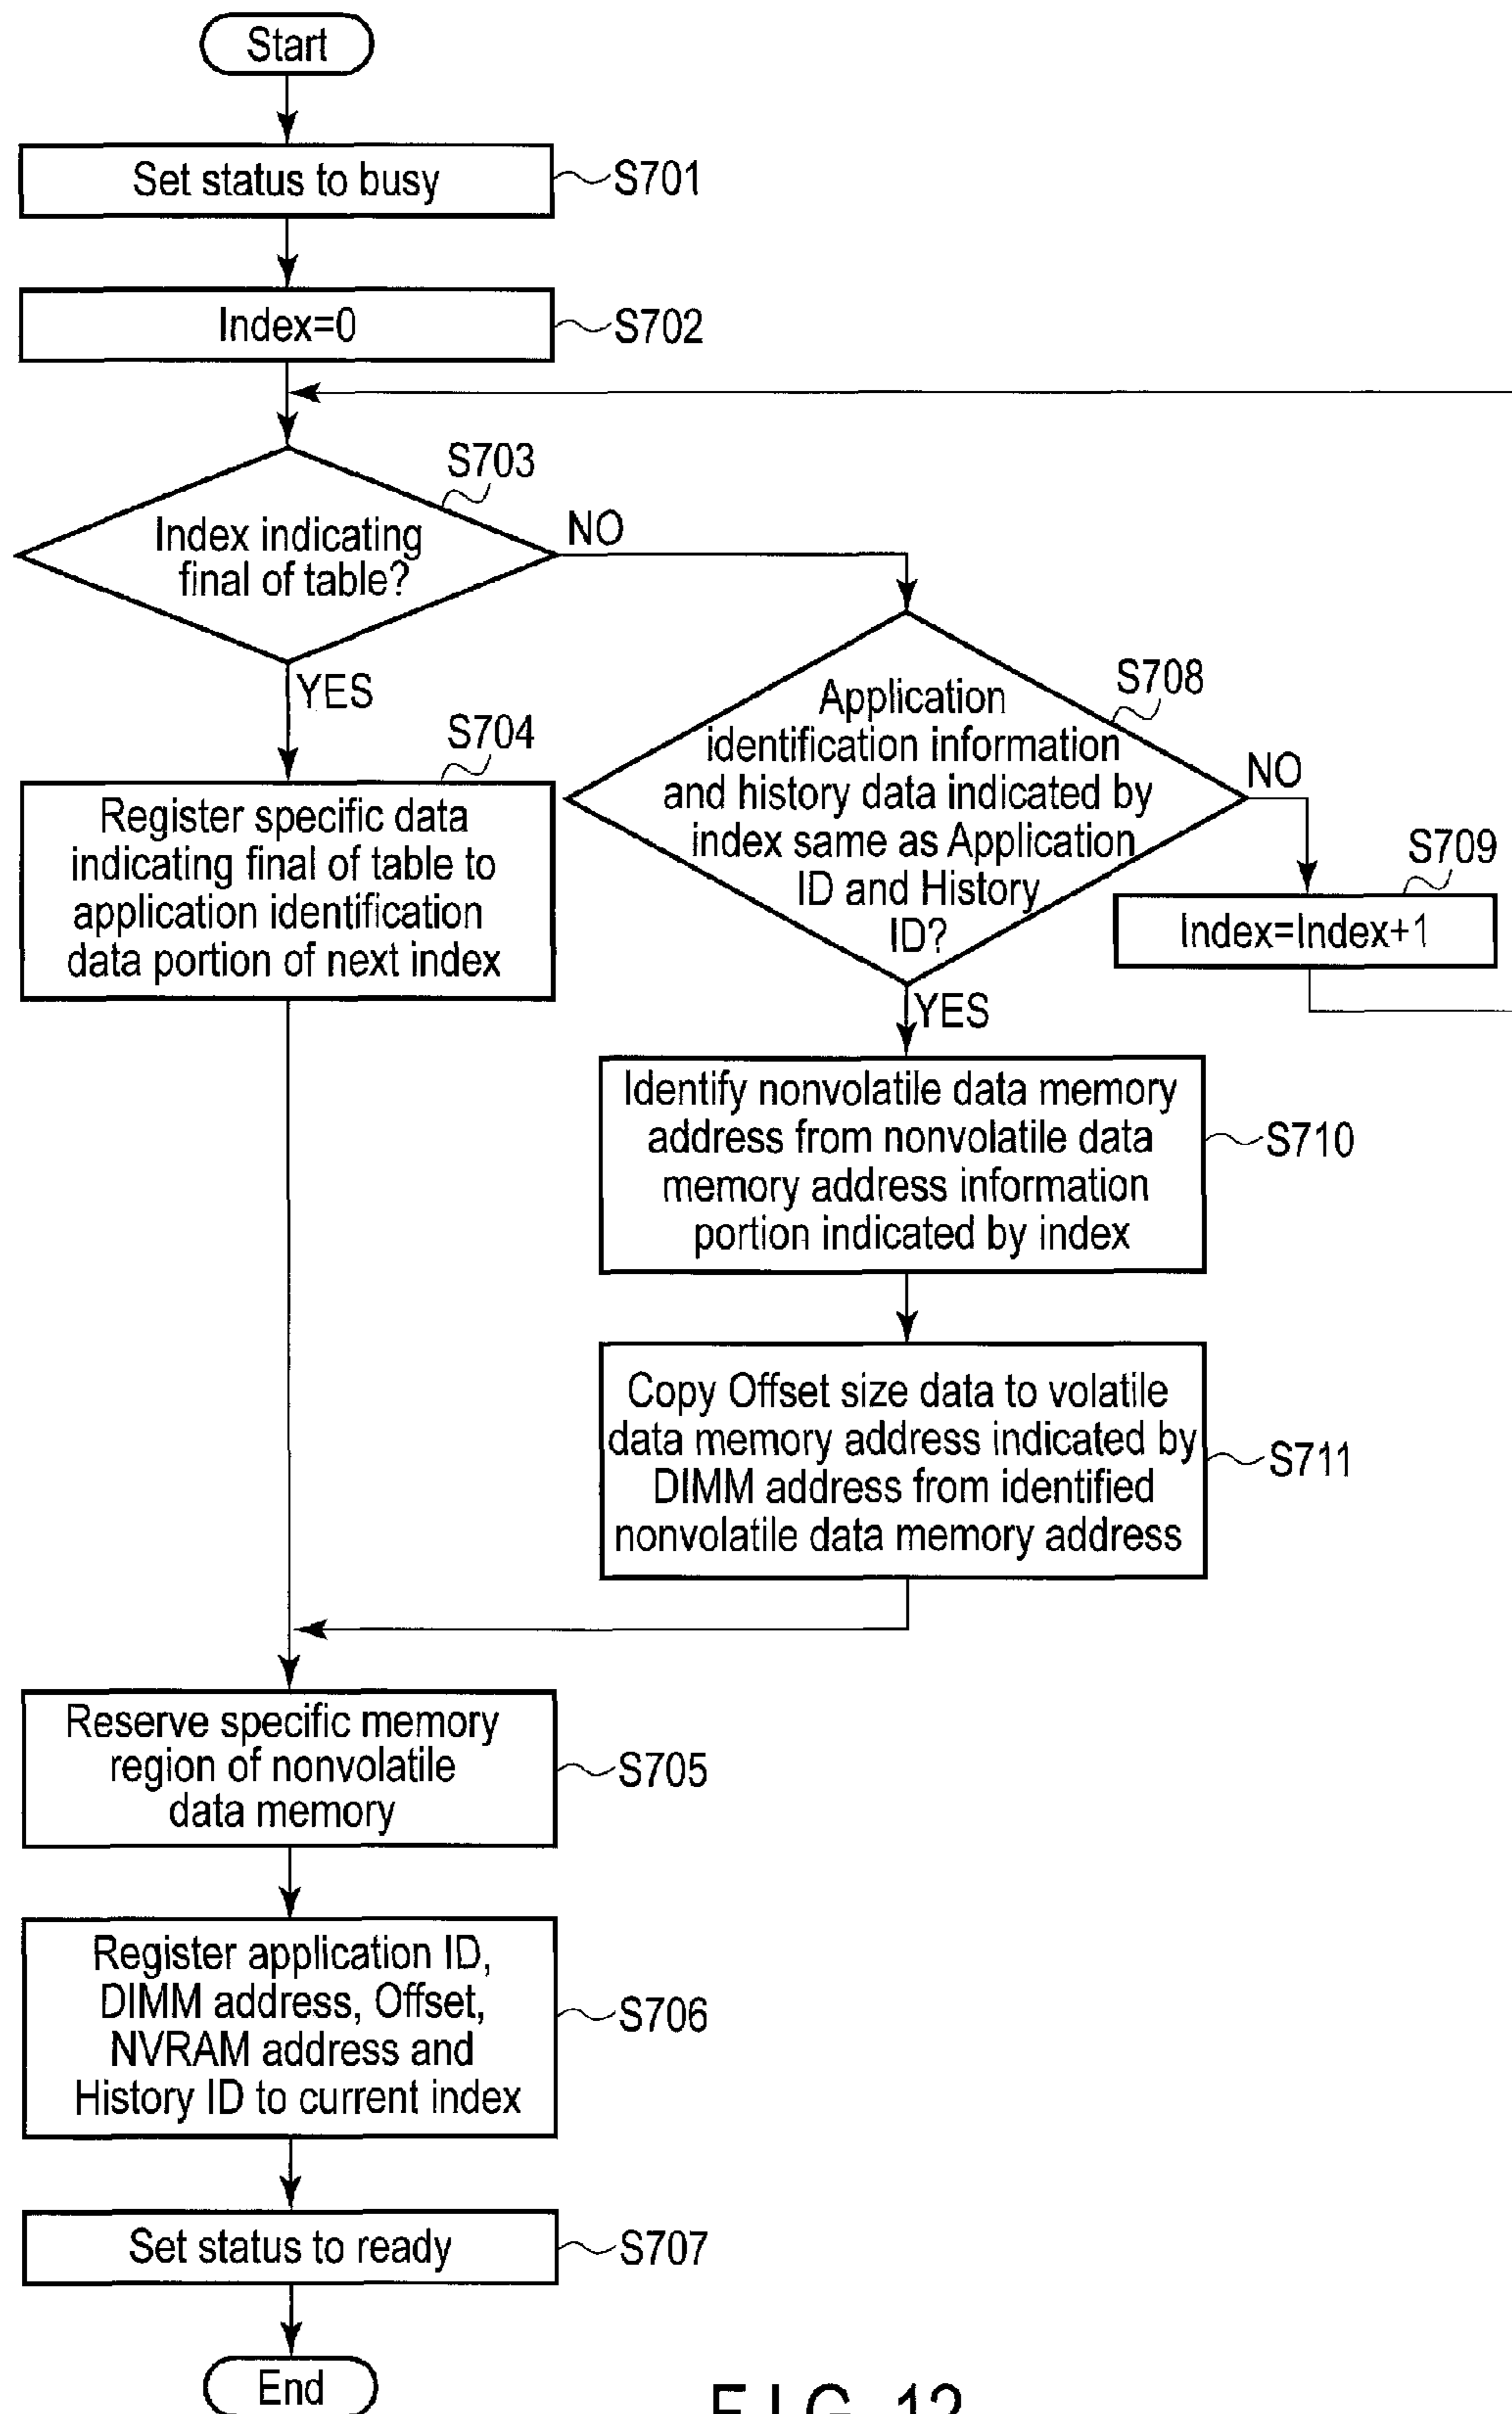 Start
Set status to busy
S701
Index=0
S702
S703
Index indicating
final of table?
NO
YES
S704
Register specific data
indicating final of table to
application identification
data portion of next index
S708
Application
identification information
and history data indicated by
index same as Application
ID and History
ID?
NO
S709
Index=Index+1
YES
Identify nonvolatile data memory
address from nonvolatile data
memory address information
portion indicated by index
S710
Copy Offset size data to volatile
data memory address indicated by
DIMM address from identified
nonvolatile data memory address
S711
Reserve specific memory
region of nonvolatile
data memory
S705
Register application ID,
DIMM address, Offset,
NVRAM address and
History ID to current index
S706
Set status to ready
S707
End
FIG. 12